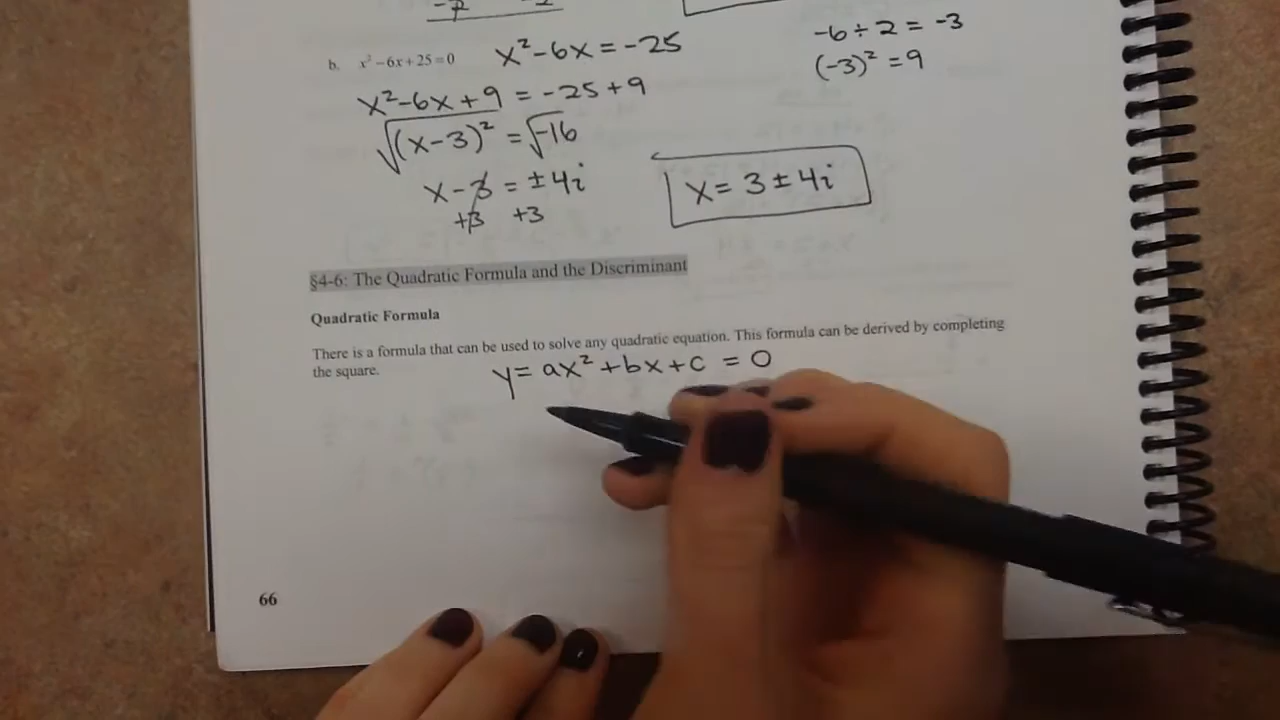 -6 ÷ 2 = -3
b. x² - 6x + 25 = 0 x² - 6x = -25
(-3)² = 9
x² - 6x + 9 = -25 + 9
√(x - 3)² = √-16
x - 3 = ± 4i
+3 +3
x = 3 ± 4i
§4-6: The Quadratic Formula and the Discriminant
Quadratic Formula
There is a formula that can be used to solve any quadratic equation. This formula can be derived by completing
the square.
y = ax² + bx + c = 0
66